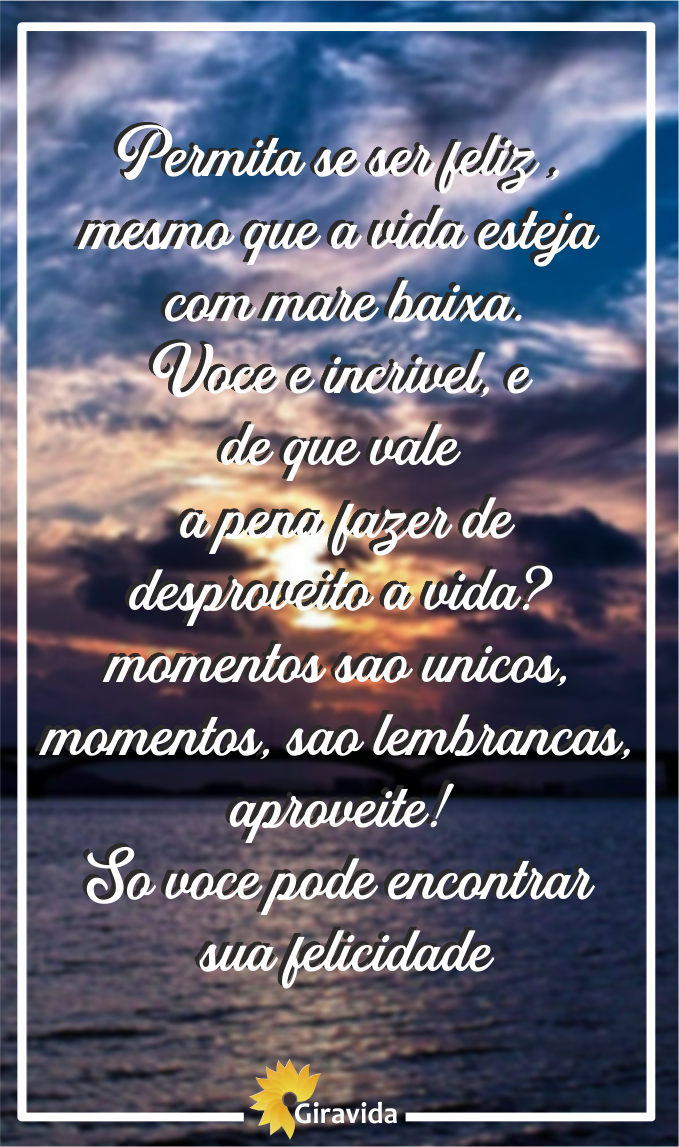 Permita se ser feliz ,
mesmo que a vida esteja
com mare baixa.
Voce e incrivel, e
de que vale
a pena fazer de
desproveito a vida?
momentos sao unicos,
momentos, sao lembrancas,
aproveite!
So voce pode encontrar
sua felicidade
Giravida